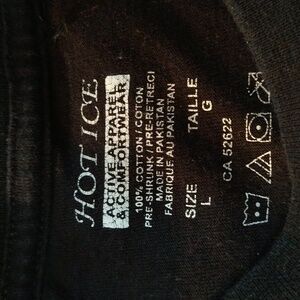 HOT ICE
ACTIVE APPAREL
& COMFORTWEAR
100% COTTON / COTON
PRE-SHRUNK / PRE-RETRECI
MADE IN PAKISTAN
FABRIQUE AU PAKISTAN
SIZE TAILLE
L G
CA 52622